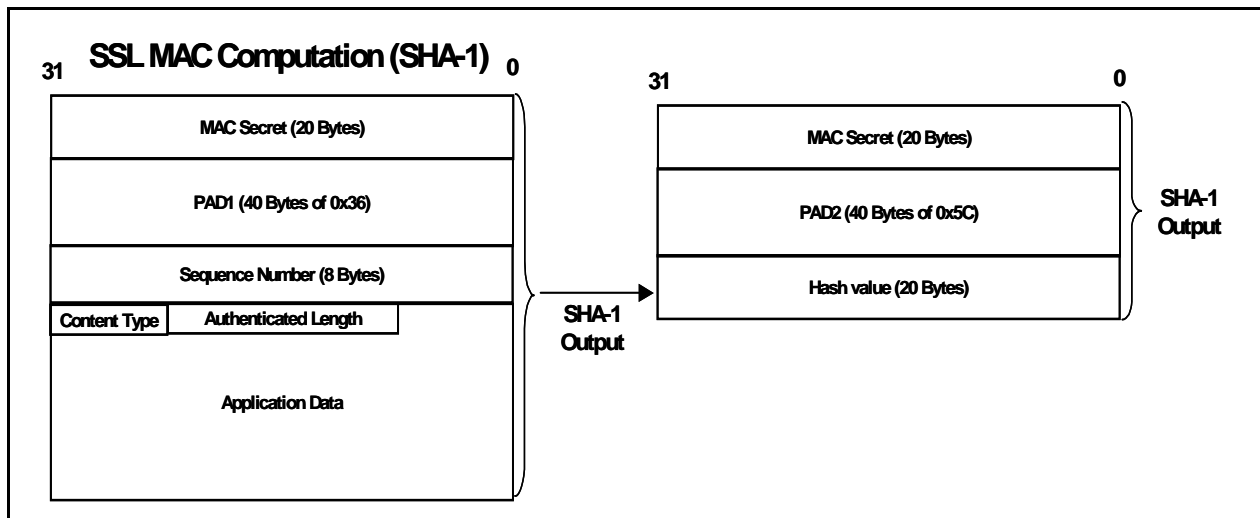 SSL MAC Computation (SHA-1)
31
0
MAC Secret (20 Bytes)
PAD1 (40 Bytes of 0x36)
Sequence Number (8 Bytes)
Content Type
Authenticated Length
Application Data
SHA-1
Output
31
0
MAC Secret (20 Bytes)
PAD2 (40 Bytes of 0x5C)
Hash value (20 Bytes)
SHA-1
Output